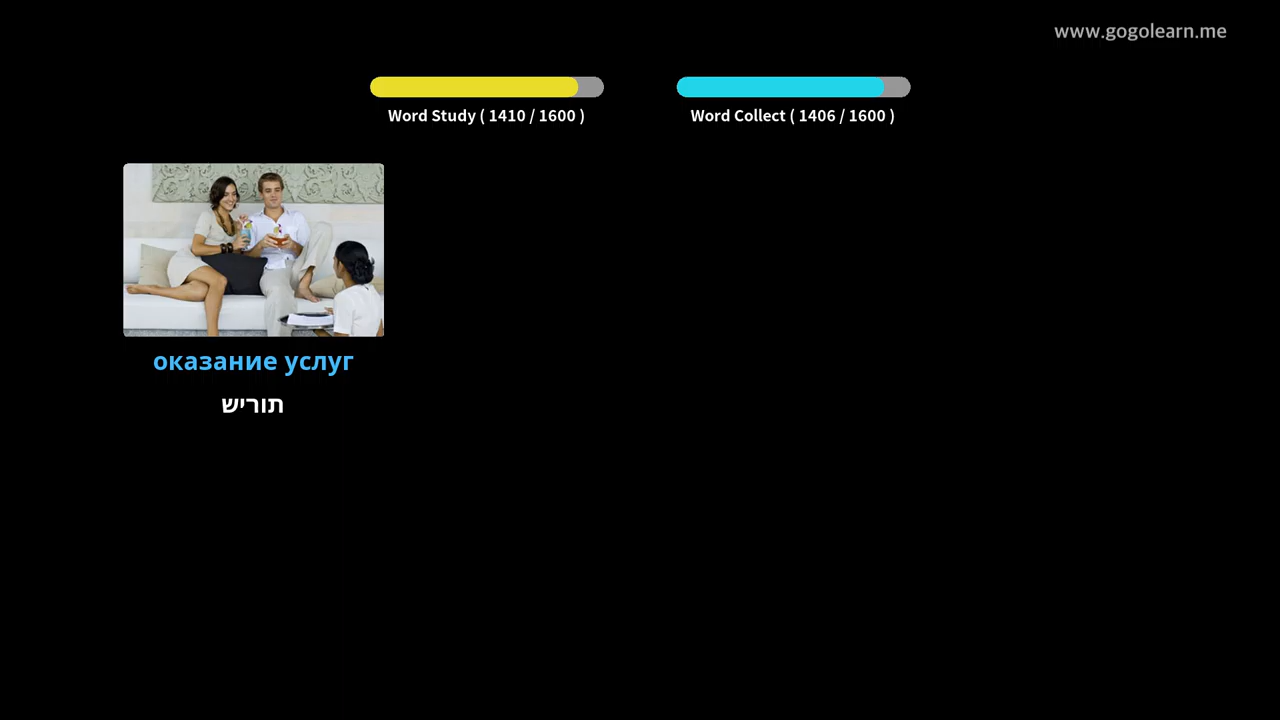 www.gogolearn.me
Word Study ( 1410 / 1600 )
Word Collect ( 1406 / 1600 )
оказание услуг
תוריש